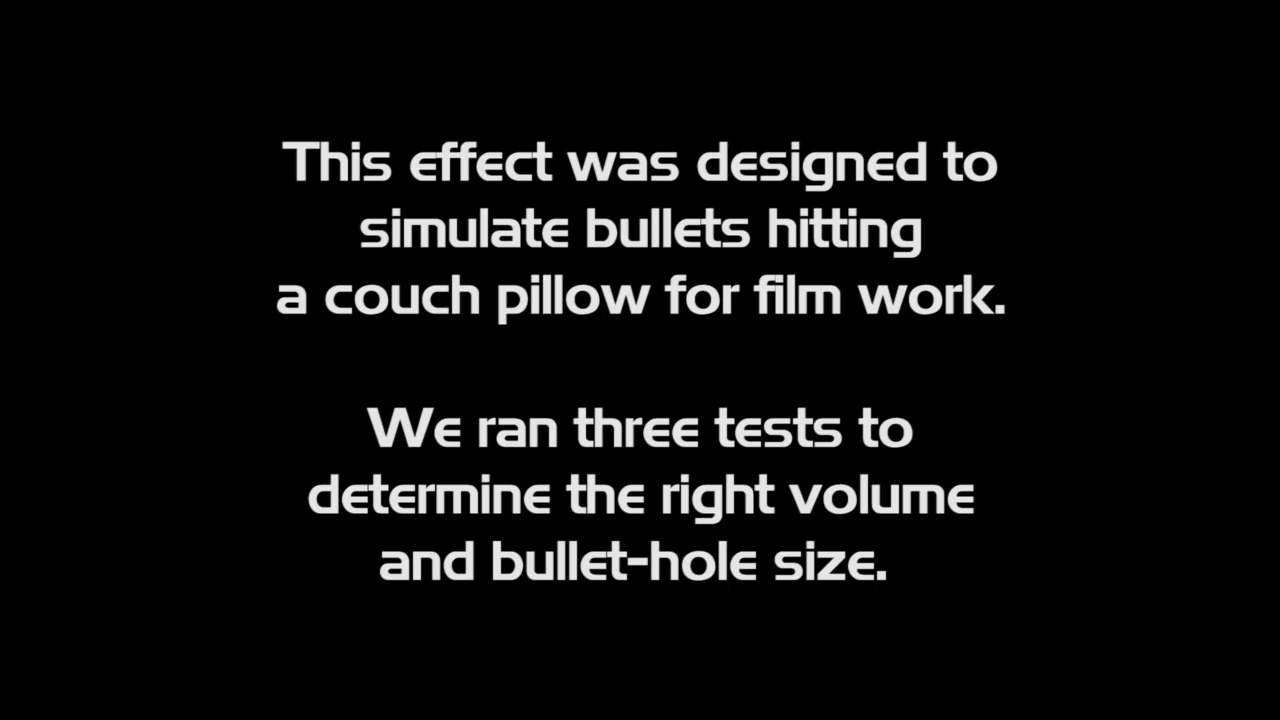 This effect was designed to
simulate bullets hitting
a couch pillow for film work.
We ran three tests to
determine the right volume
and bullet-hole size.